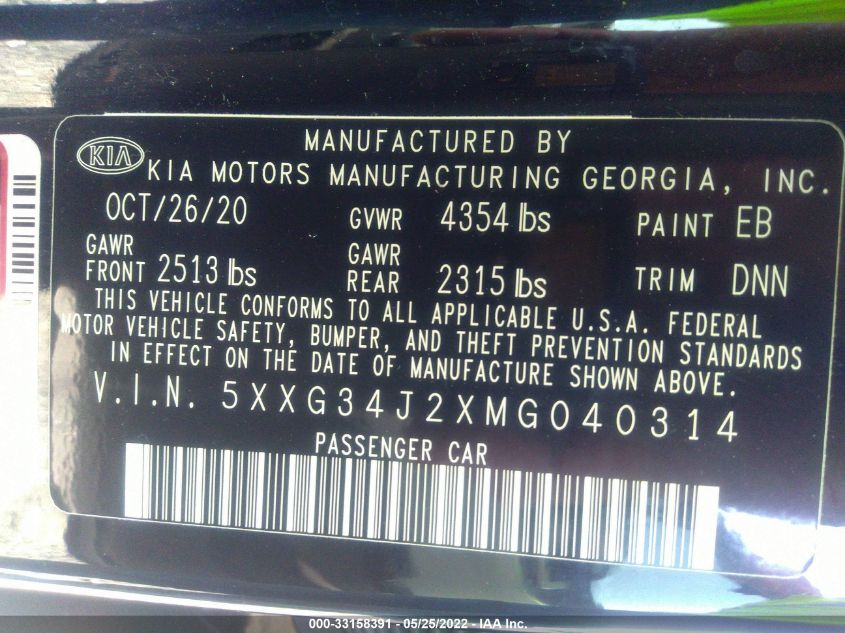 MANUFACTURED BY
KIA KIA MOTORS MANUFACTURING GEORGIA, INC.
OCT/26/20 GVWR 4354 lbs PAINT EB
GAWR FRONT 2513 lbs GAWR REAR 2315 lbs TRIM DNN
THIS VEHICLE CONFORMS TO ALL APPLICABLE U.S.A. FEDERAL
MOTOR VEHICLE SAFETY, BUMPER, AND THEFT PREVENTION STANDARDS
IN EFFECT ON THE DATE OF MANUFACTURE SHOWN ABOVE.
V.I.N. 5XXG34J2XMG040314
PASSENGER CAR
000-33158391 - 05/25/2022 - IAA Inc.